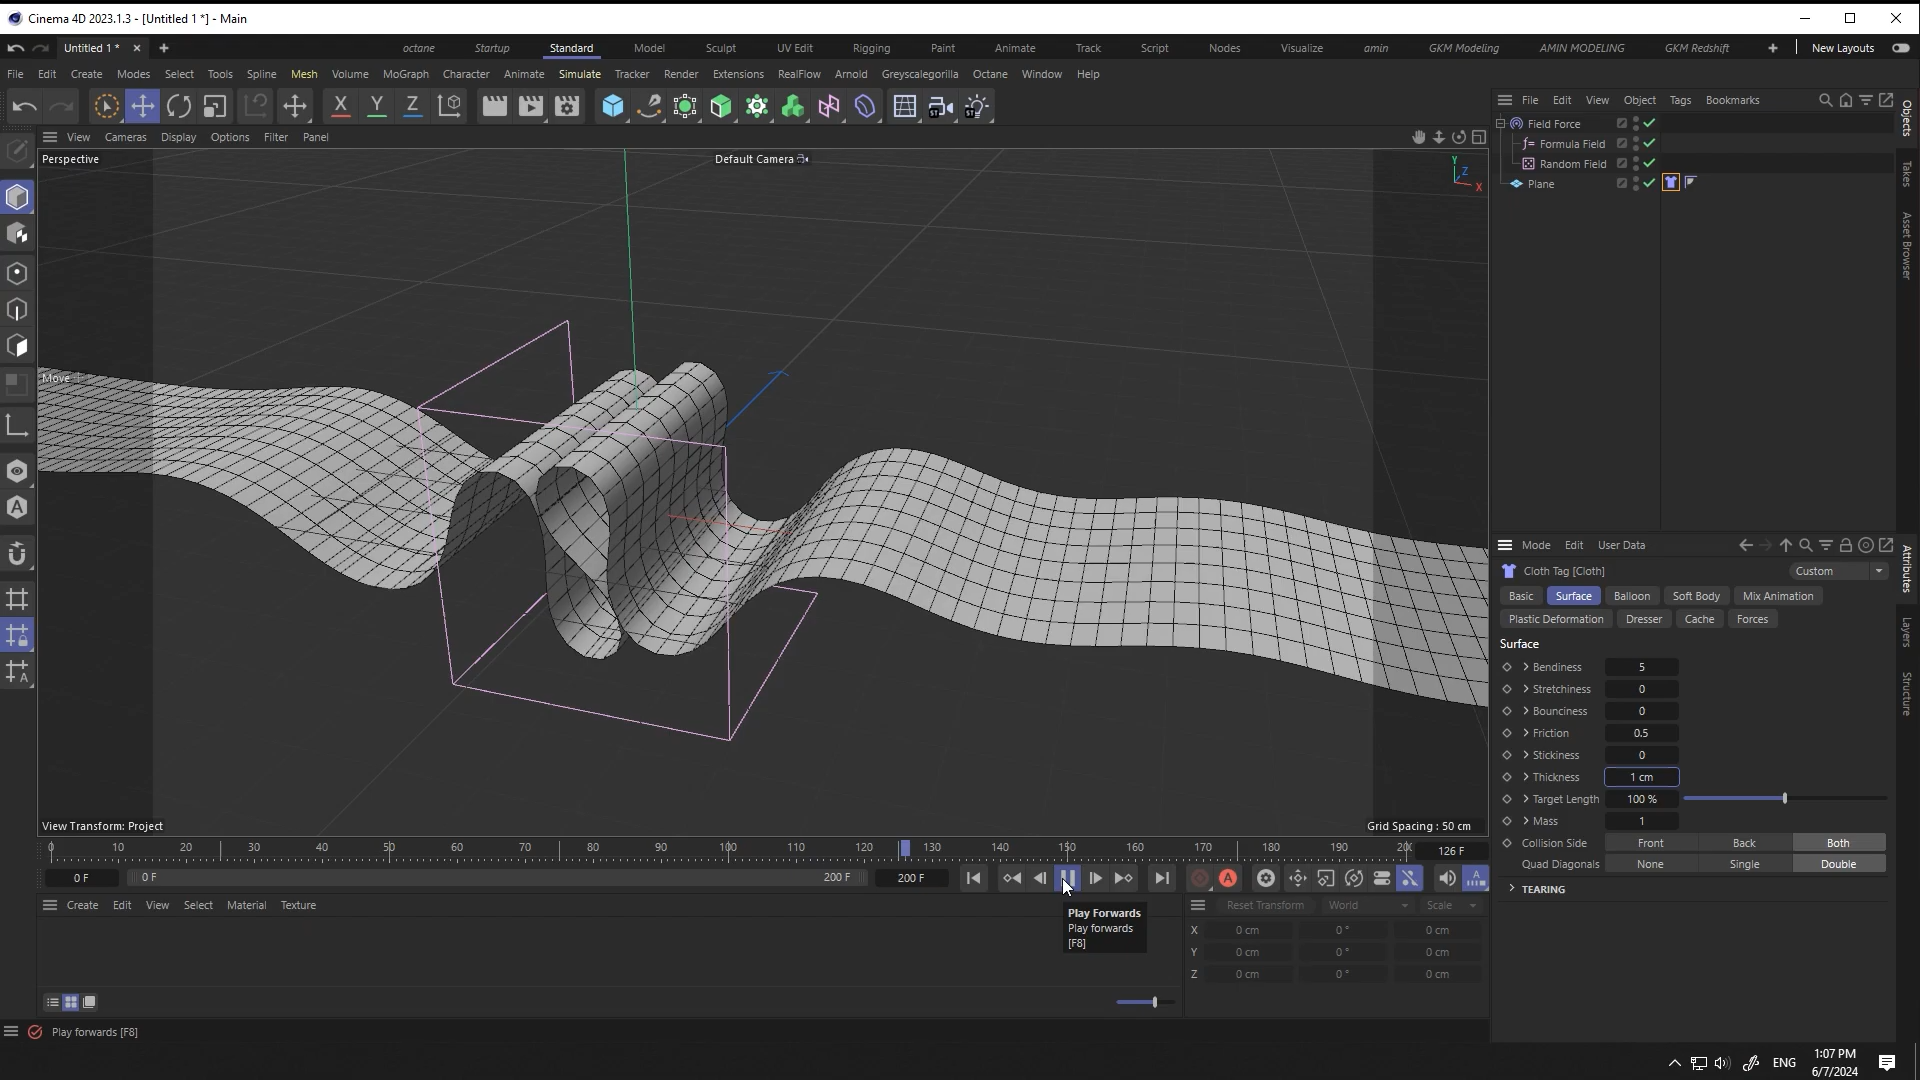 Cinema 4D 2023.1.3 - [Untitled 1 *] - Main
Untitled 1 *
octane Startup Standard Model Sculpt UV Edit Rigging Paint Animate Track Script Nodes Visualize amin GKM Modeling AMIN MODELING GKM Redshift New Layouts
File Edit Create Modes Select Tools Spline Mesh Volume MoGraph Character Animate Simulate Tracker Render Extensions RealFlow Arnold Greyscalegorilla Octane Window Help
X Y Z
ST ST
View Cameras Display Options Filter Panel
Perspective
Default Camera
Y
Z
X
Move
View Transform: Project
Grid Spacing : 50 cm
0 10 20 30 40 50 60 70 80 90 100 110 120 130 140 150 160 170 180 190 20
126 F
0 F
0 F
200 F
200 F
A
A
Create Edit View Select Material Texture
Play Forwards
Play forwards
[F8]
Reset Transform World Scale
X 0 cm 0 ° 0 cm
Y 0 cm 0 ° 0 cm
Z 0 cm 0 ° 0 cm
Play forwards [F8]
File Edit View Object Tags Bookmarks
Field Force
Formula Field
Random Field
Plane
Objects
Takes
Asset Browser
Mode Edit User Data
Cloth Tag [Cloth]
Custom
Basic Surface Balloon Soft Body Mix Animation
Plastic Deformation Dresser Cache Forces
Surface
Bendiness 5
Stretchiness 0
Bounciness 0
Friction 0.5
Stickiness 0
Thickness 1 cm
Target Length 100 %
Mass 1
Collision Side Front Back Both
Quad Diagonals None Single Double
TEARING
Attributes
Layers
Structure
ENG
1:07 PM
6/7/2024